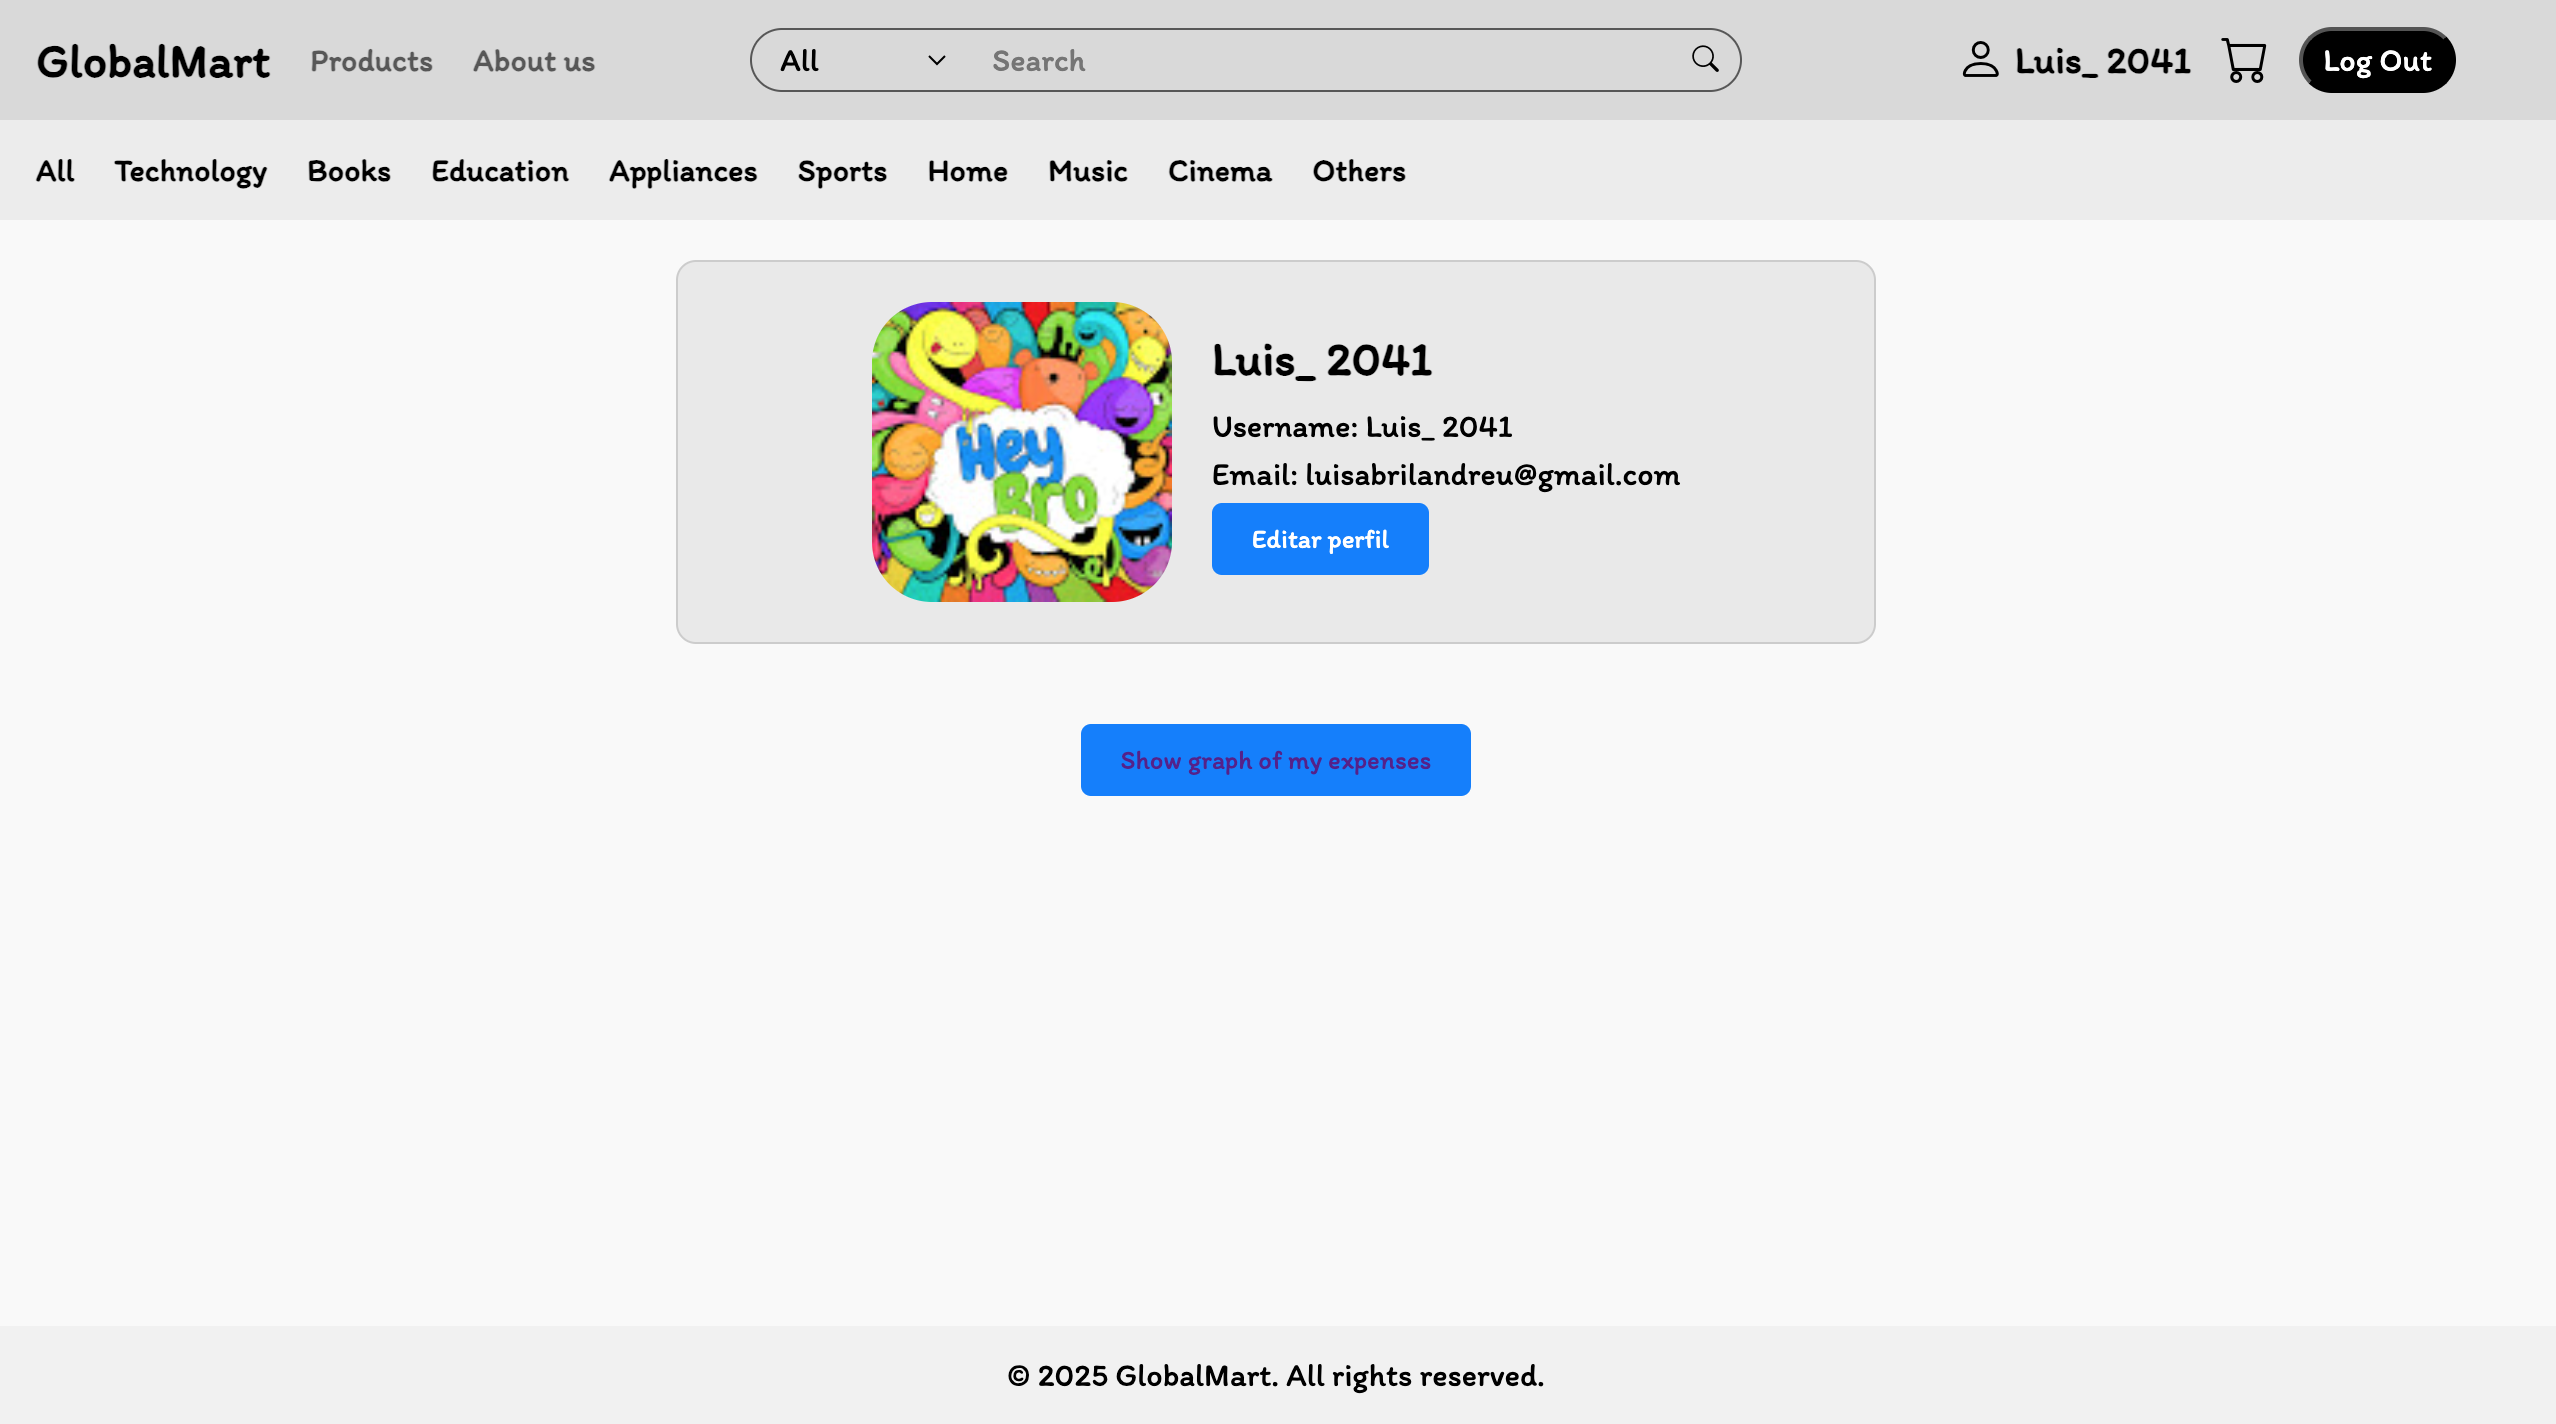 GlobalMart Products About us All Search Luis_ 2041 Log Out
All Technology Books Education Appliances Sports Home Music Cinema Others
Hey
Bro
Luis_ 2041
Username: Luis_ 2041
Email: luisabrilandreu@gmail.com
Editar perfil
Show graph of my expenses
© 2025 GlobalMart. All rights reserved.